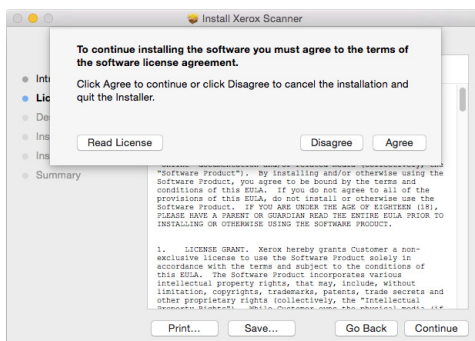 Install Xerox Scanner
To continue installing the software you must agree to the terms of
the software license agreement.
Click Agree to continue or click Disagree to cancel the installation and
quit the Installer.
Read License
Disagree
Agree
Int
Lic
De
Ins
Ins
Summary
"Software Product"). By installing and/or otherwise using the
Software Product, you agree to be bound by the terms and
conditions of this EULA. If you do not agree to all of the
provisions of this EULA, do not install or otherwise use the
Software Product. IF YOU ARE UNDER THE AGE OF EIGHTEEN (18),
PLEASE HAVE A PARENT OR GUARDIAN READ THE ENTIRE EULA PRIOR TO
INSTALLING OR OTHERWISE USING THE SOFTWARE PRODUCT.
1. LICENSE GRANT. Xerox hereby grants Customer a non-
exclusive license to use the Software Product solely in
accordance with the terms and subject to the conditions of
this EULA. The Software Product incorporates various
intellectual property rights, that may, include, without
limitation, copyrights, trademarks, patents, trade secrets and
other proprietary rights (collectively, the "Intellectual
Print...
Save...
Go Back
Continue